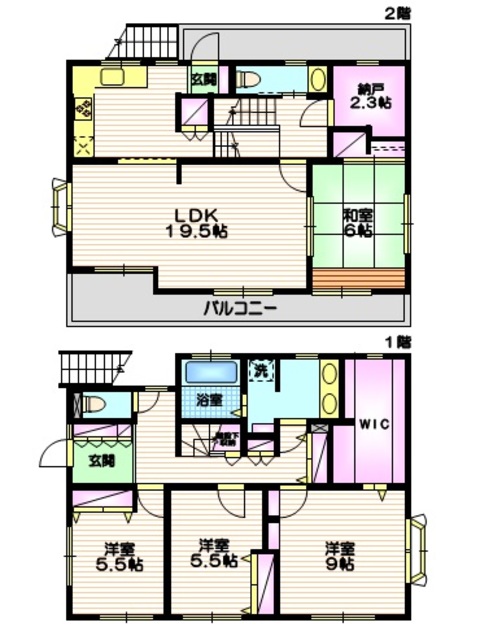 2階
玄関
納戸
2.3帖
LDK
19.5帖
和室
6帖
バルコニー
1階
洗
浴室
WIC
階段下
収納
玄関
洋室
5.5帖
洋室
5.5帖
洋室
9帖